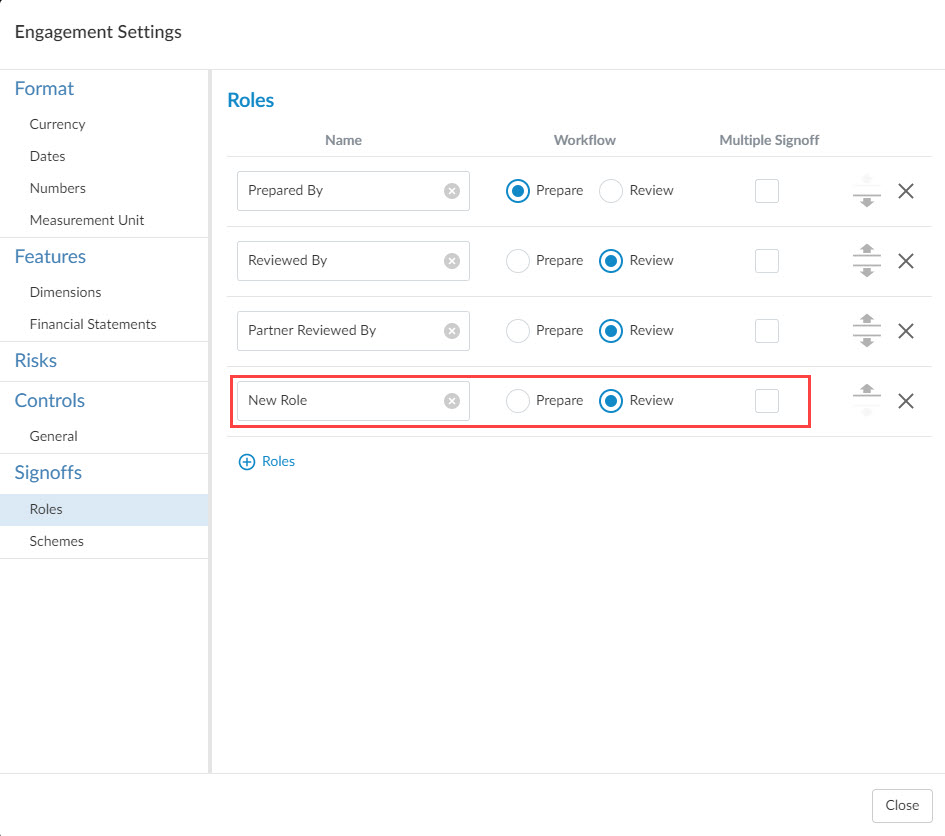 Engagement Settings
Format
Currency
Dates
Numbers
Measurement Unit
Features
Dimensions
Financial Statements
Risks
Controls
General
Signoffs
Roles
Schemes
Roles
Name Workflow Multiple Signoff
Prepared By Prepare Review
Reviewed By Prepare Review
Partner Reviewed By Prepare Review
New Role Prepare Review
Roles
Close